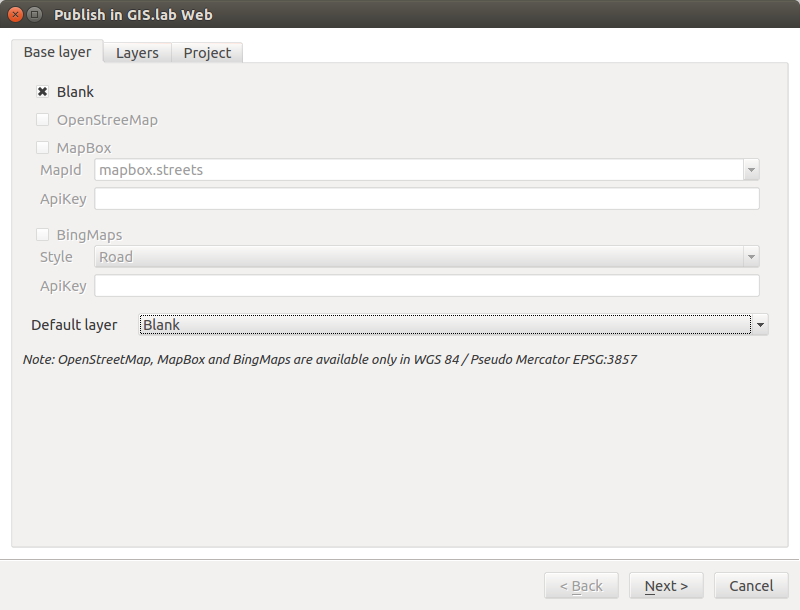 Publish in GIS.lab Web
Base layer Layers Project
Blank
OpenStreeMap
MapBox
MapId mapbox.streets
ApiKey
BingMaps
Style Road
ApiKey
Default layer Blank
Note: OpenStreetMap, MapBox and BingMaps are available only in WGS 84 / Pseudo Mercator EPSG:3857
< Back Next > Cancel